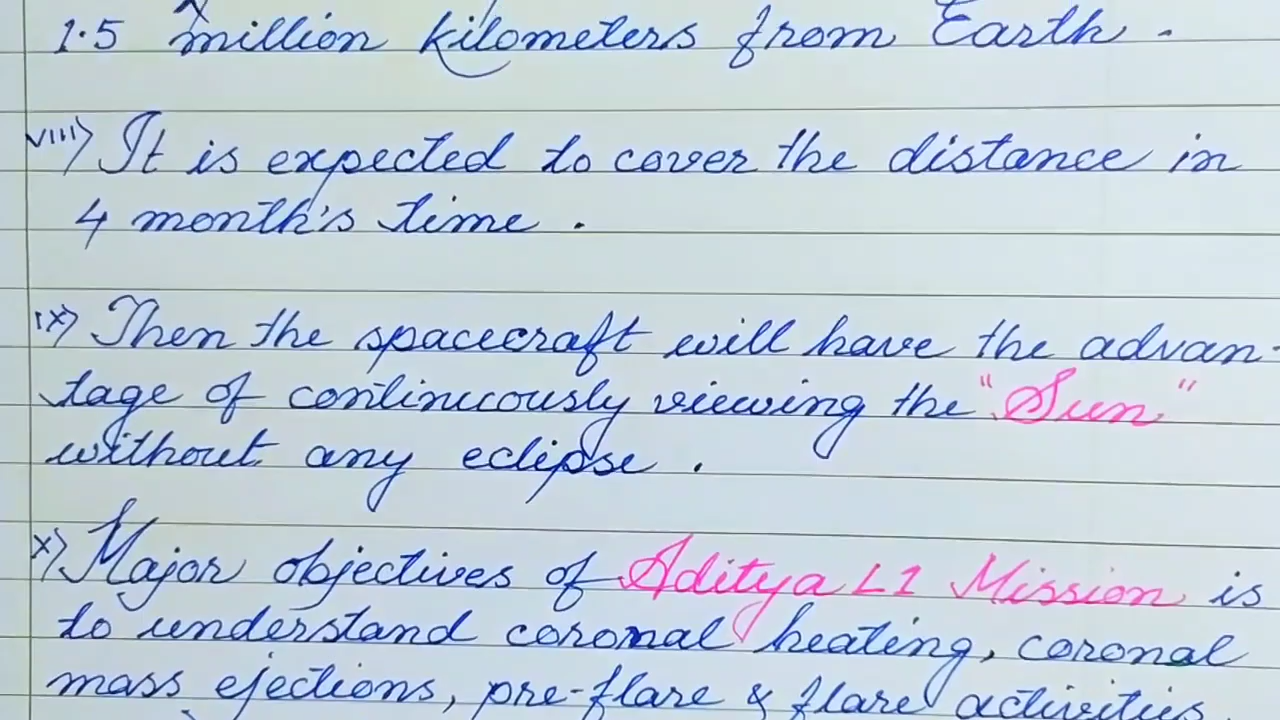 1.5 million kilometers from Earth.
viii) It is expected to cover the distance in
4 month's time.
ix) Then the spacecraft will have the advan-
tage of continuously viewing the "Sun"
without any eclipse.
x) Major objectives of Aditya L1 Mission is
to understand coronal heating, coronal
mass ejections, pre-flare & flare activities,